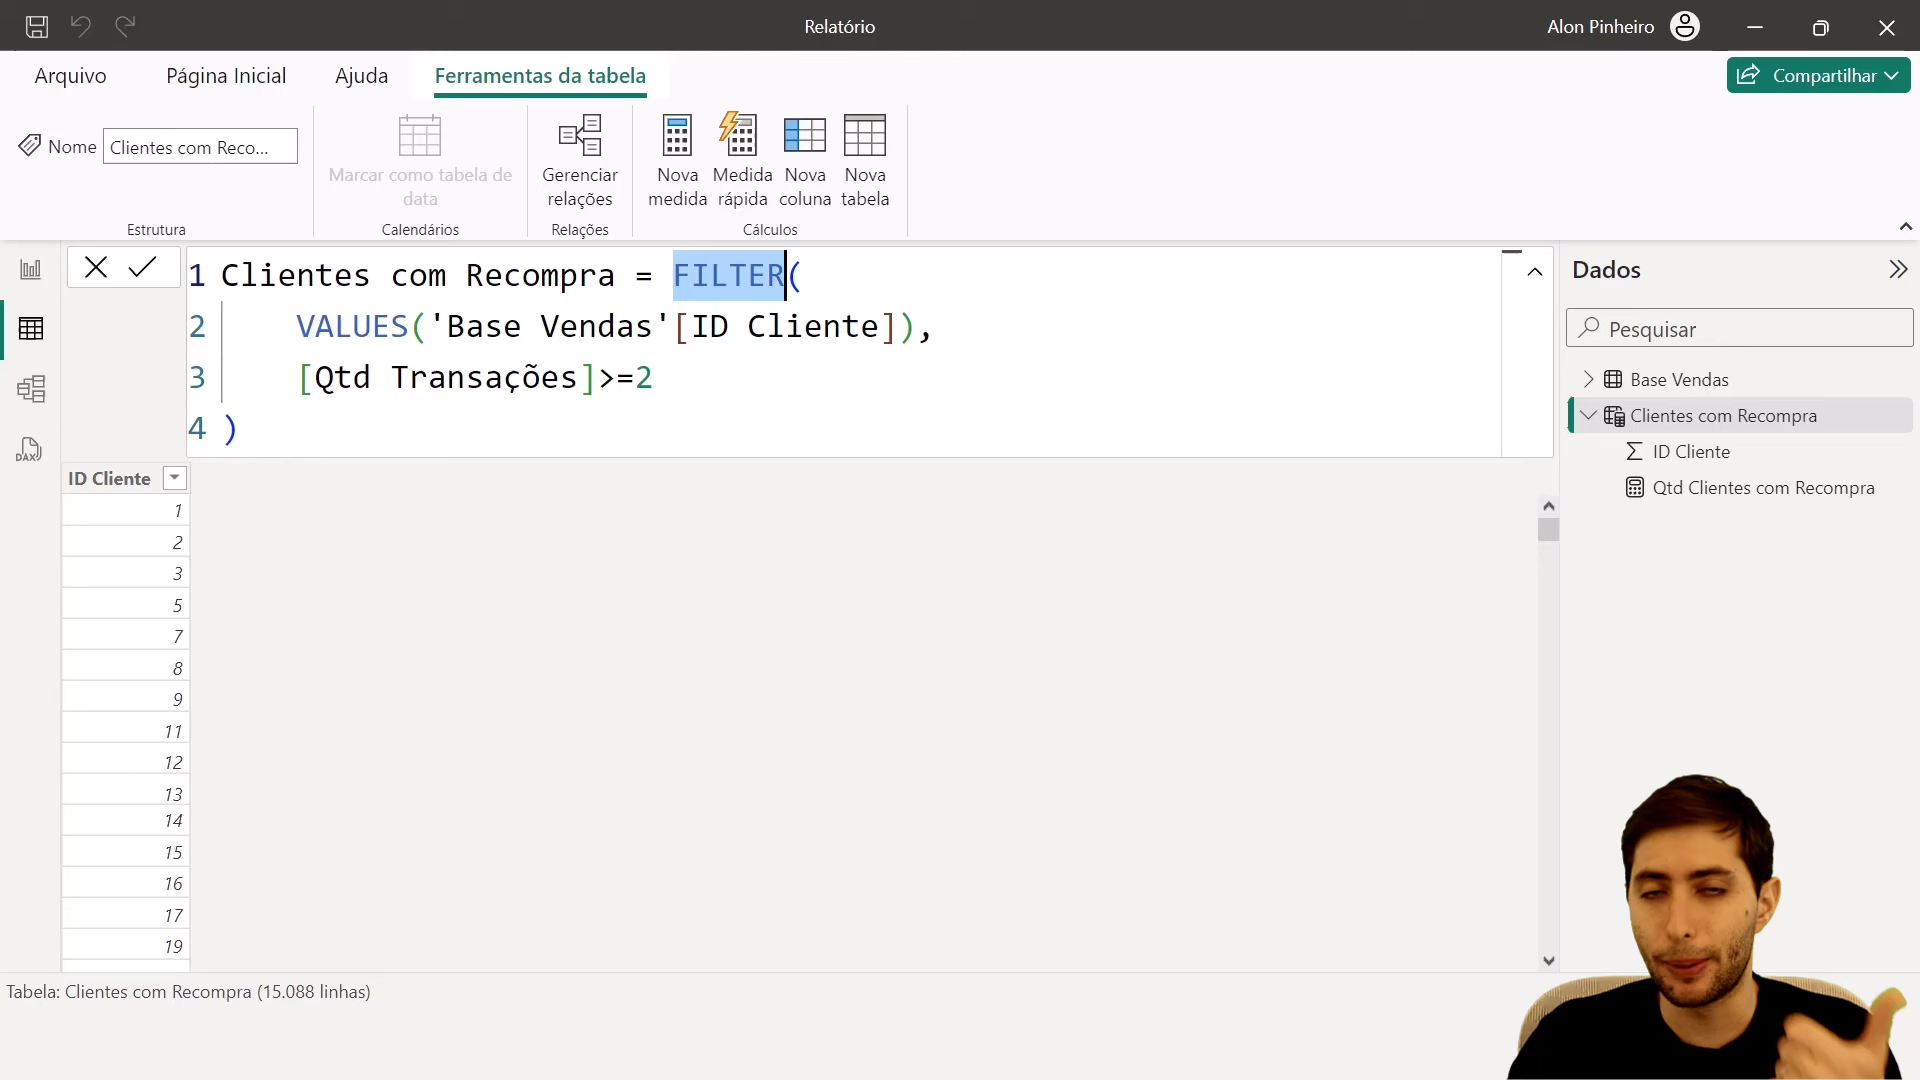 Relatório
Alon Pinheiro
Arquivo
Página Inicial
Ajuda
Ferramentas da tabela
Compartilhar
Nome
Clientes com Reco...
Marcar como tabela de
data
Gerenciar
relações
Nova
medida
Medida
rápida
Nova
coluna
Nova
tabela
Estrutura
Calendários
Relações
Cálculos
1 Clientes com Recompra = FILTER(
2 VALUES('Base Vendas'[ID Cliente]),
3 [Qtd Transações]>=2
4 )
DAX
Dados
Pesquisar
Base Vendas
Clientes com Recompra
ID Cliente
Qtd Clientes com Recompra
ID Cliente
1
2
3
5
7
8
9
11
12
13
14
15
16
17
19
Tabela: Clientes com Recompra (15.088 linhas)